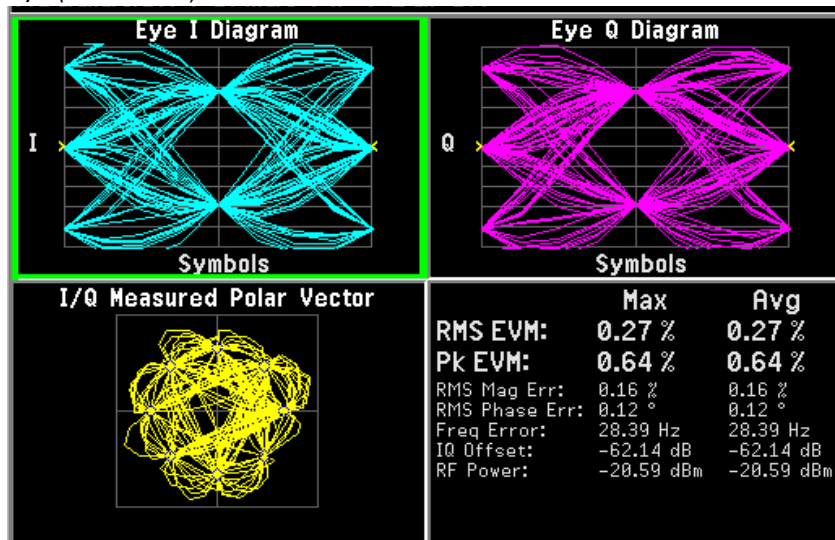 Eye I Diagram
Eye Q Diagram
I
Q
Symbols
Symbols
I/Q Measured Polar Vector
Max Avg
RMS EVM: 0.27 % 0.27 %
Pk EVM: 0.64 % 0.64 %
RMS Mag Err: 0.16 % 0.16 %
RMS Phase Err: 0.12 ° 0.12 °
Freq Error: 28.39 Hz 28.39 Hz
IQ Offset: -62.14 dB -62.14 dB
RF Power: -20.59 dBm -20.59 dBm